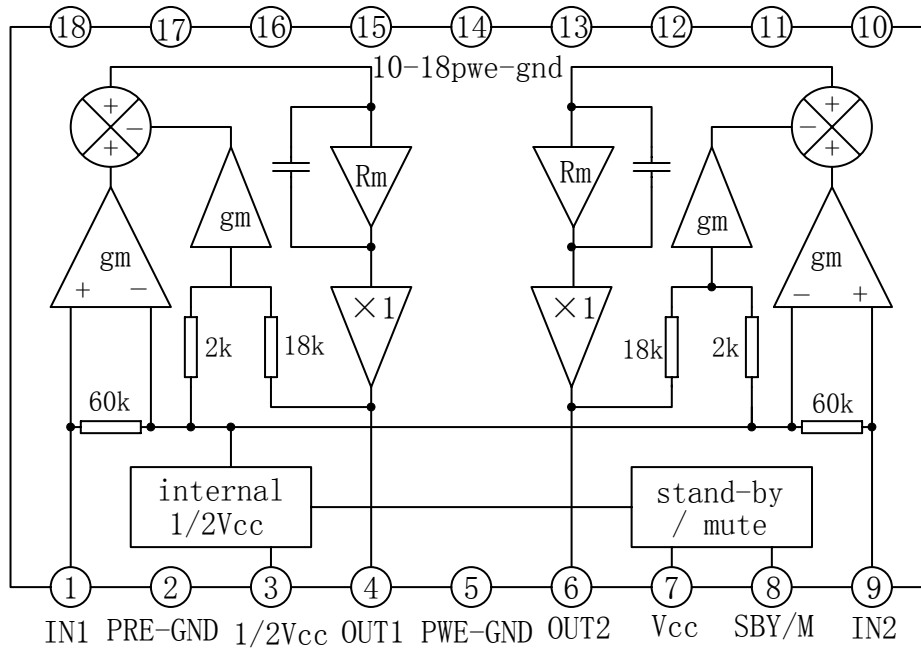 18 17 16 15 14 13 12 11 10
10-18pwe-gnd
+ − +
+ − +
gm gm
Rm Rm
gm gm
+ − − +
×1 ×1
2k 18k 18k 2k
60k 60k
internal
1/2Vcc
stand-by
/ mute
1 2 3 4 5 6 7 8 9
IN1 PRE-GND 1/2Vcc OUT1 PWE-GND OUT2 Vcc SBY/M IN2